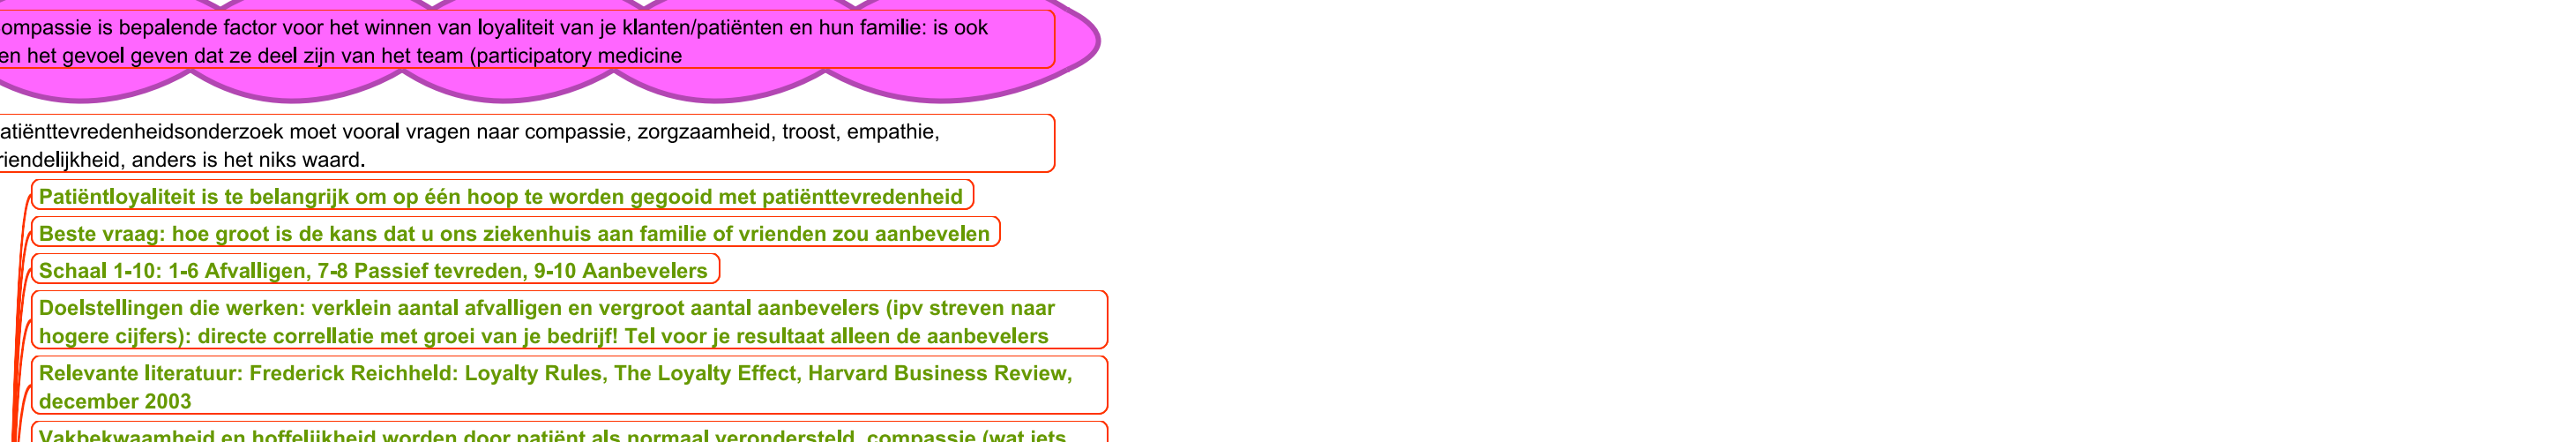 ompassie is bepalende factor voor het winnen van loyaliteit van je klanten/patiënten en hun familie: is ook
en het gevoel geven dat ze deel zijn van het team (participatory medicine
atiënttevredenheidsonderzoek moet vooral vragen naar compassie, zorgzaamheid, troost, empathie,
riendelijkheid, anders is het niks waard.
Patiëntloyaliteit is te belangrijk om op één hoop te worden gegooid met patiënttevredenheid
Beste vraag: hoe groot is de kans dat u ons ziekenhuis aan familie of vrienden zou aanbevelen
Schaal 1-10: 1-6 Afvalligen, 7-8 Passief tevreden, 9-10 Aanbevelers
Doelstellingen die werken: verklein aantal afvalligen en vergroot aantal aanbevelers (ipv streven naar
hogere cijfers): directe correllatie met groei van je bedrijf! Tel voor je resultaat alleen de aanbevelers
Relevante literatuur: Frederick Reichheld: Loyalty Rules, The Loyalty Effect, Harvard Business Review,
december 2003
Vakbekwaamheid en hoffelijkheid worden door patiënt als normaal verondersteld, compassie (wat iets